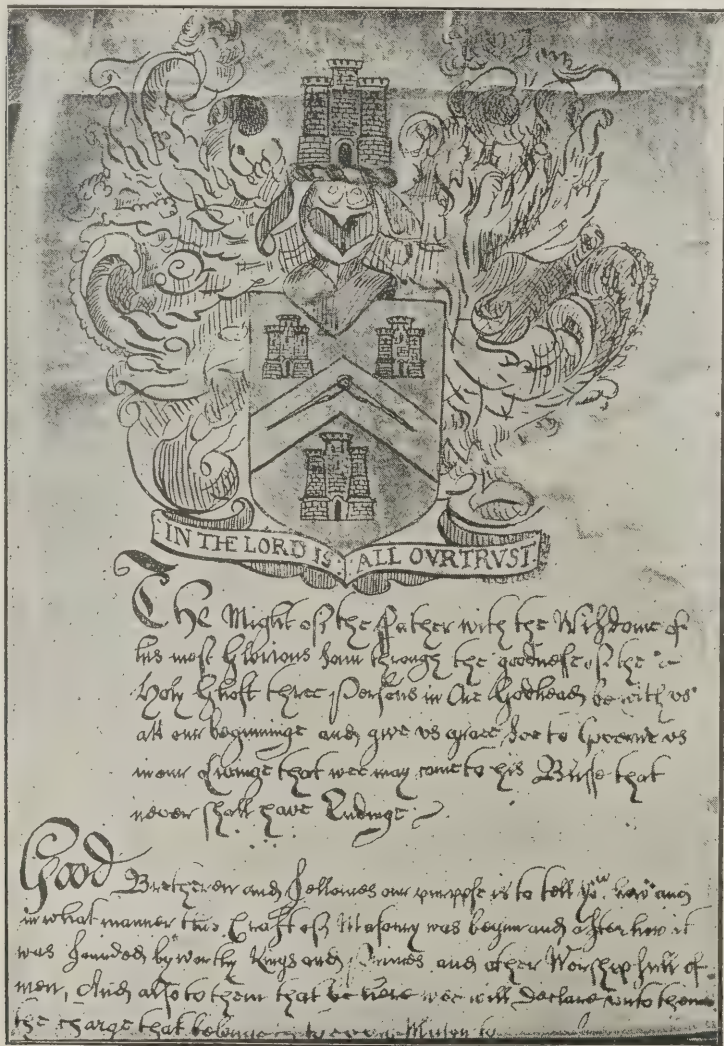 IN THE LORD IS ALL OVR TRVST
The Might of the Father with the Wisdome of
his most Glorious Sonn through the goodnesse of the
Holy Ghost three Persons in One Godhead be with vs
att our beginninge and give vs grace soe to Governe vs
in our Livinge that wee may come to his Blisse that
never shall have Endinge
Good Bretheren and Fellowes our purpose is to tell you how and
in what manner this Craft of Masonry was begun and after how it
was founded by worthy Kings and Princes and other Worshipfull
men, And also to them that be here wee will Declare unto them
the charge that to every Mason to